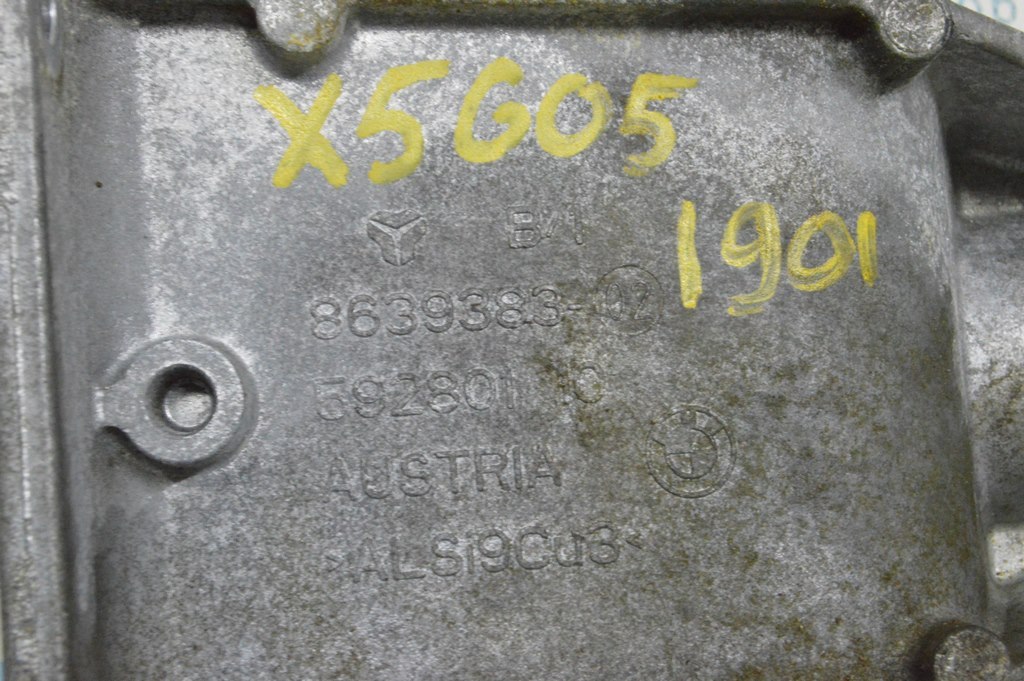 X5G05
1901
8639383-02
AUSTRIA
>ALSi9Cu3<